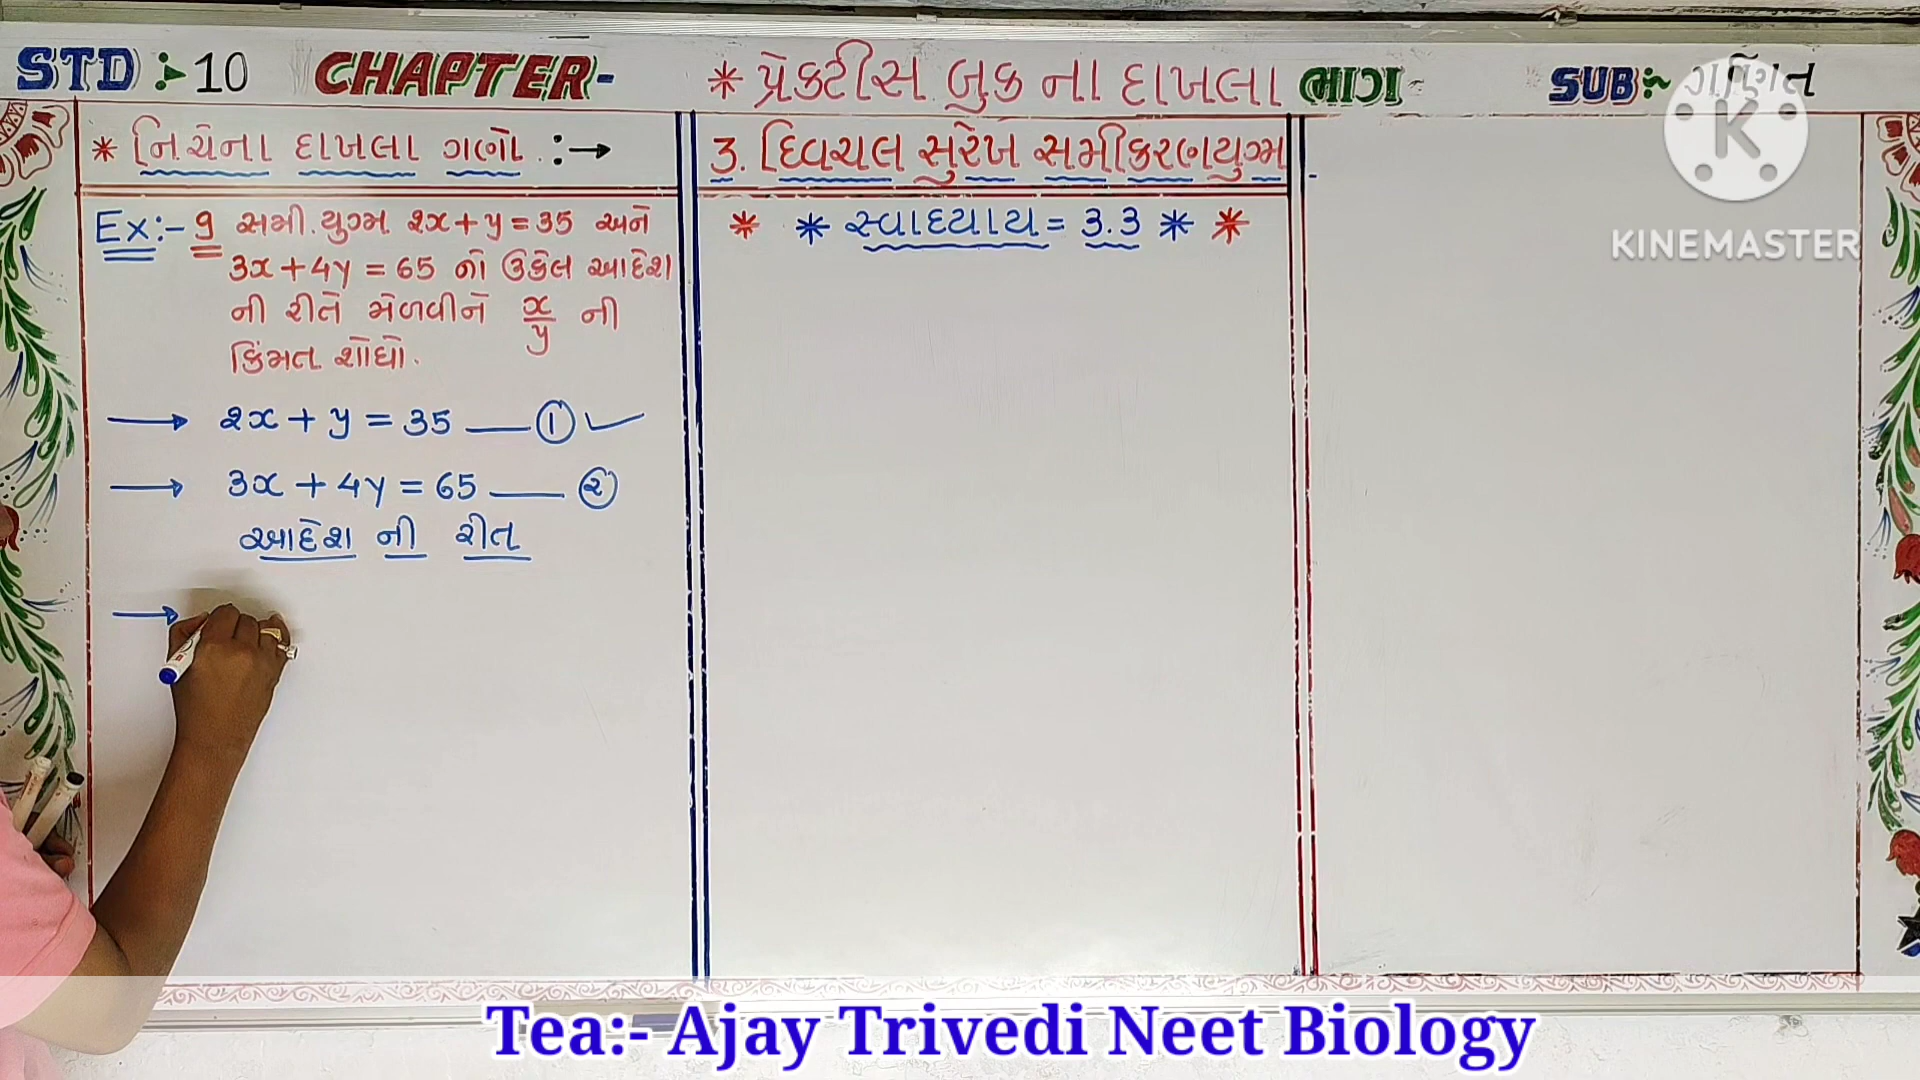 STD :- 10 CHAPTER- * પ્રેકટીસ બુક ના દાખલા ભાગ- SUB:~ ગણિત
KINEMASTER
* નિચેના દાખલા ગણો :→
Ex:- ૧ સમી. યુગ્મ 2x + y = 35 અને
3x + 4y = 65 નો ઉકેલ આદેશ
ની રીતે મેળવીને x/y ની
કિંમત શોધો.
→ 2x + y = 35 —— ①
→ 3x + 4y = 65 —— ②
આદેશ ની રીત
→
3. દ્વિચલ સુરેખ સમીકરણયુગ્મ
* * સ્વાધ્યાય = 3.3 * *
Tea:- Ajay Trivedi Neet Biology